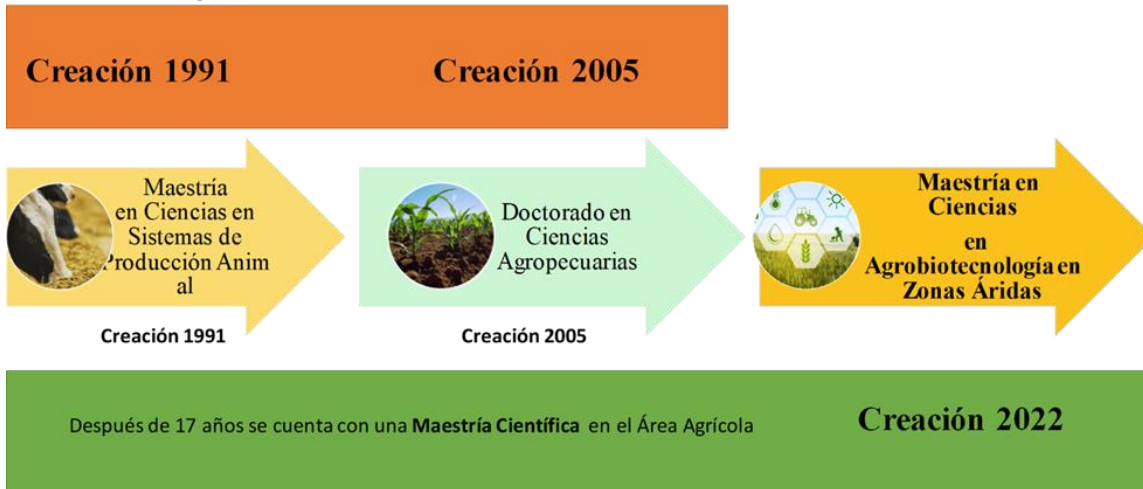 Creación 1991
Creación 2005
Maestría
en Ciencias en
Sistemas de
Producción Anim
al
Creación 1991
Doctorado en
Ciencias
Agropecuarias
Creación 2005
Maestría en
Ciencias
en
Agrobiotecnología en
Zonas Áridas
Después de 17 años se cuenta con una Maestría Científica en el Área Agrícola
Creación 2022